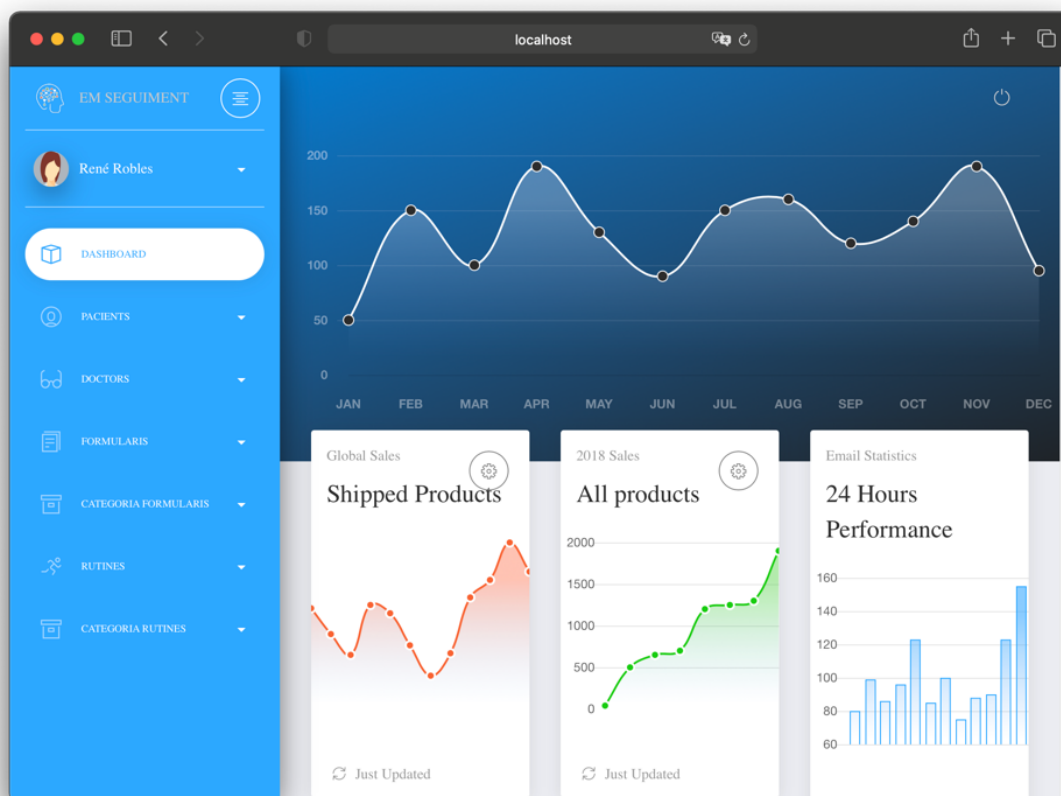 localhost
EM SEGUIMENT
René Robles
DASHBOARD
PACIENTS
DOCTORS
FORMULARIS
CATEGORIA FORMULARIS
RUTINES
CATEGORIA RUTINES
200
150
100
50
0
JAN FEB MAR APR MAY JUN JUL AUG SEP OCT NOV DEC
Global Sales
Shipped Products
Just Updated
2018 Sales
All products
2000
1500
1000
500
0
Just Updated
Email Statistics
24 Hours
Performance
160
140
120
100
80
60